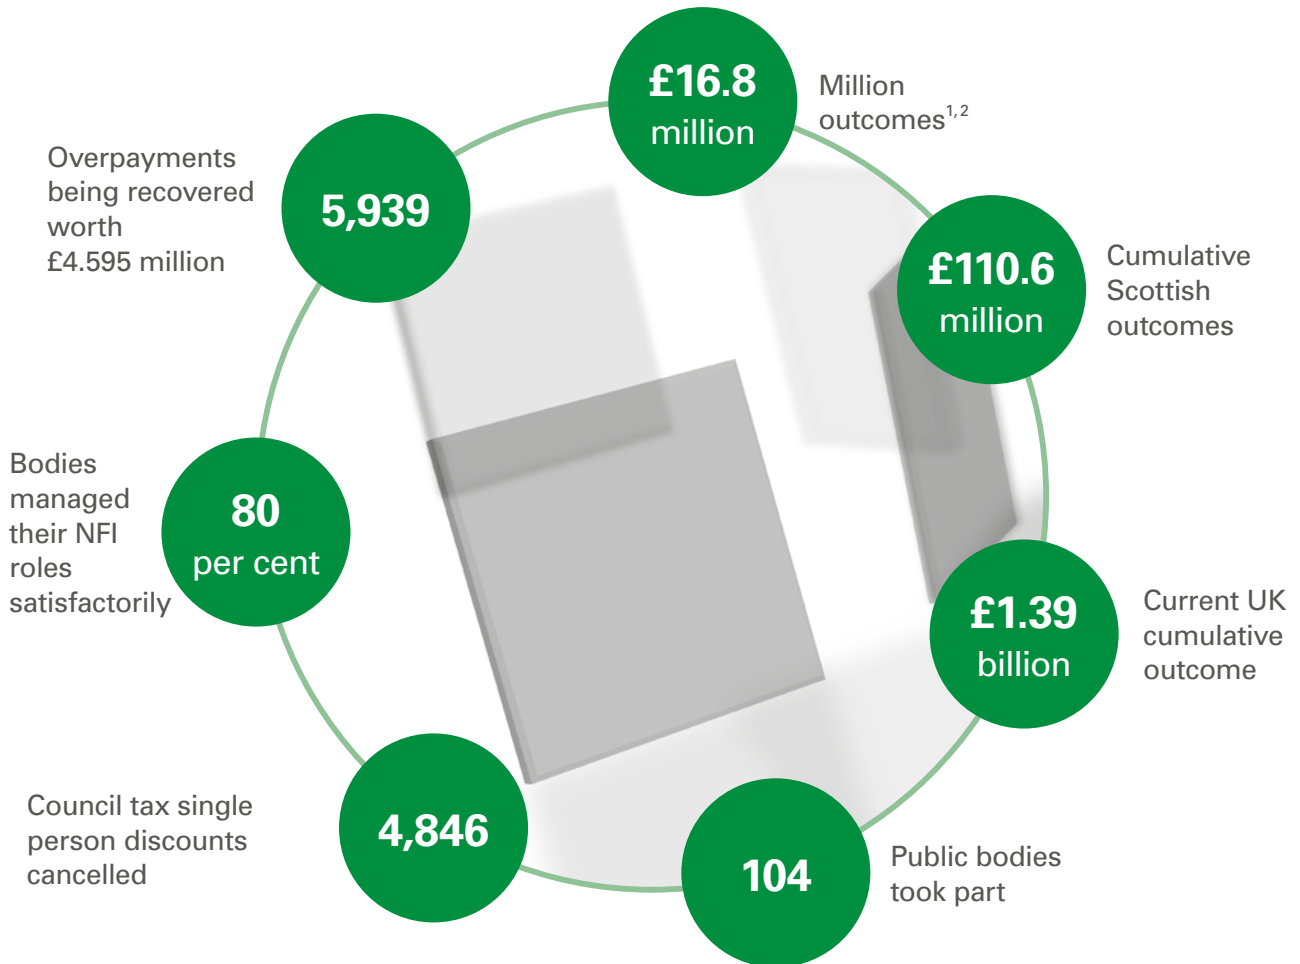 £16.8
million
Million
outcomes1,2
£110.6
million
Cumulative
Scottish
outcomes
£1.39
billion
Current UK
cumulative
outcome
104
Public bodies
took part
4,846
Council tax single
person discounts
cancelled
80
per cent
Bodies
managed
their NFI
roles
satisfactorily
5,939
Overpayments
being recovered
worth
£4.595 million